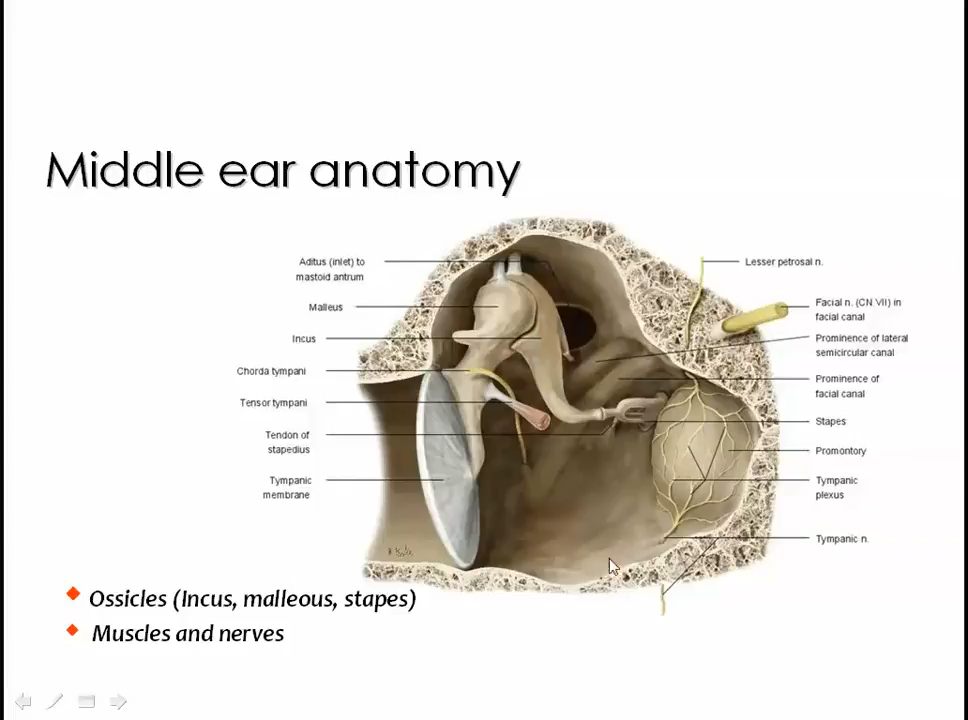 Middle ear anatomy
Aditus (inlet) to
mastoid antrum
Malleus
Incus
Chorda tympani
Tensor tympani
Tendon of
stapedius
Tympanic
membrane
Lesser petrosal n.
Facial n. (CN VII) in
facial canal
Prominence of lateral
semicircular canal
Prominence of
facial canal
Stapes
Promontory
Tympanic
plexus
Tympanic n.
Ossicles (Incus, malleous, stapes)
Muscles and nerves